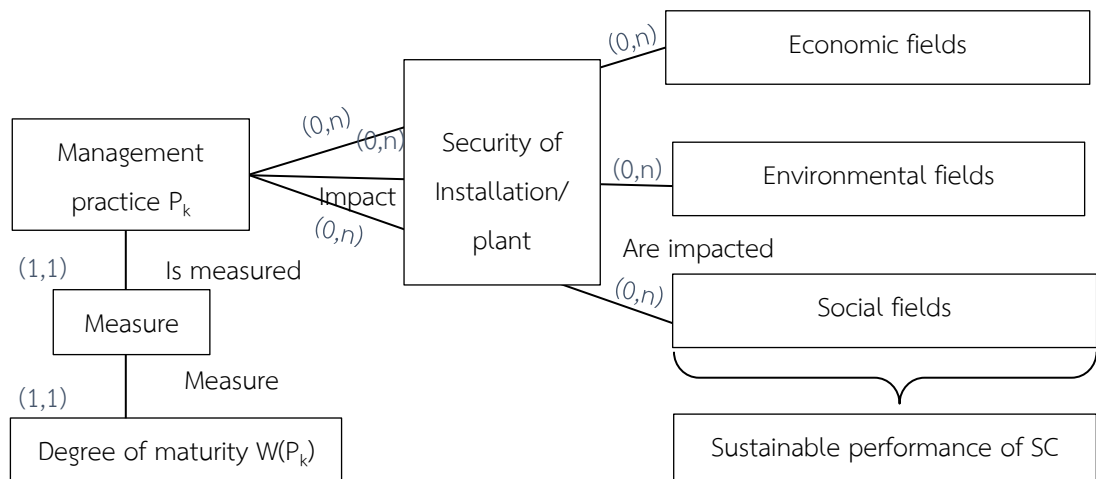 (0,n)
Economic fields
(0,n)
(0,n)
Management
practice Pₖ
Security of
Installation/
plant
Impact
(0,n)
(0,n)
Environmental fields
Are impacted
(0,n)
Social fields
(1,1)
Is measured
Measure
Measure
(1,1)
Degree of maturity W(Pₖ)
Sustainable performance of SC